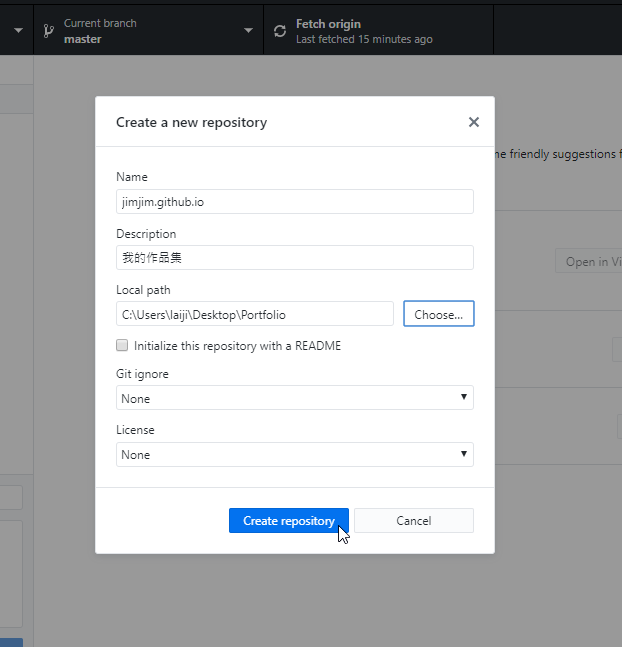 Current branch
master
Fetch origin
Last fetched 15 minutes ago
Create a new repository
ne friendly suggestions f
Name
jimjim.github.io
Description
我的作品集
Open in Vi
Local path
C:\Users\laiji\Desktop\Portfolio
Choose...
Initialize this repository with a README
Git ignore
None
License
None
Create repository
Cancel